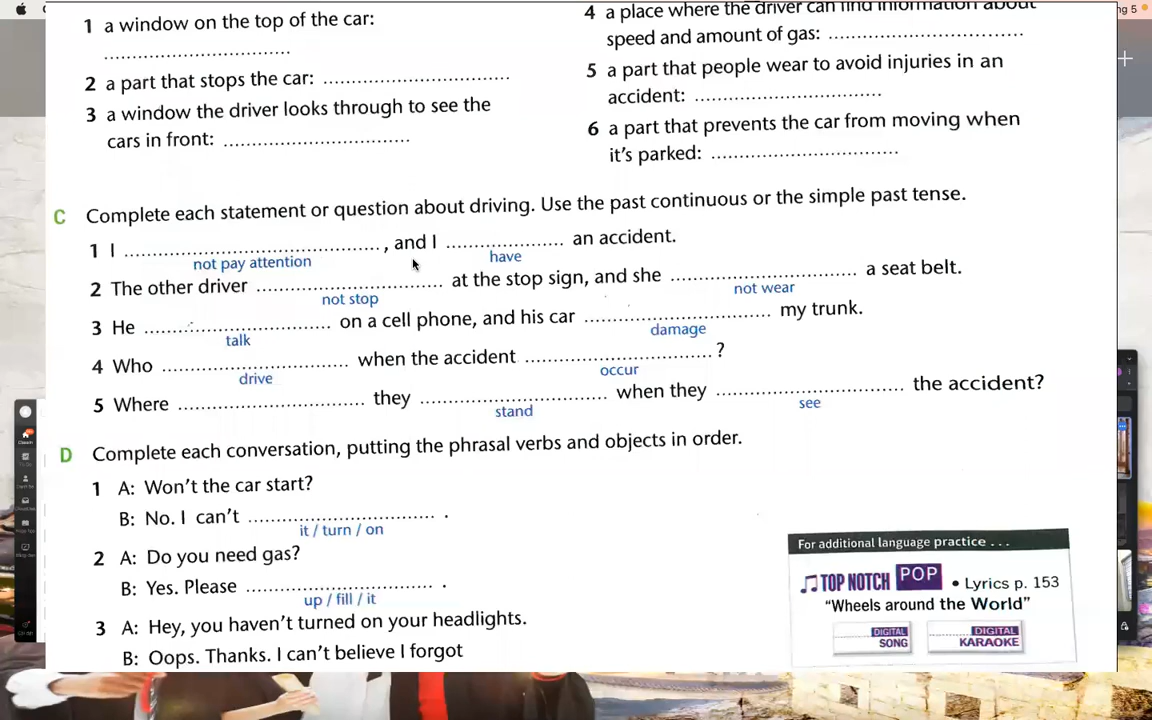 ng 5
1 a window on the top of the car:
2 a part that stops the car:
3 a window the driver looks through to see the
cars in front:
4 a place where the driver can find information about
speed and amount of gas:
5 a part that people wear to avoid injuries in an
accident:
6 a part that prevents the car from moving when
it's parked:
C Complete each statement or question about driving. Use the past continuous or the simple past tense.
1 I ........................ , and I ........................ an accident.
not pay attention have
2 The other driver ........................ at the stop sign, and she ........................ a seat belt.
not stop not wear
3 He ........................ on a cell phone, and his car ........................ my trunk.
talk damage
4 Who ........................ when the accident ........................ ?
drive occur
5 Where ........................ they ........................ when they ........................ the accident?
stand see
D Complete each conversation, putting the phrasal verbs and objects in order.
1 A: Won't the car start?
B: No. I can't ........................ .
it / turn / on
2 A: Do you need gas?
B: Yes. Please ........................ .
up / fill / it
3 A: Hey, you haven't turned on your headlights.
B: Oops. Thanks. I can't believe I forgot
For additional language practice . . .
TOP NOTCH POP • Lyrics p. 153
"Wheels around the World"
DIGITAL SONG
DIGITAL KARAOKE